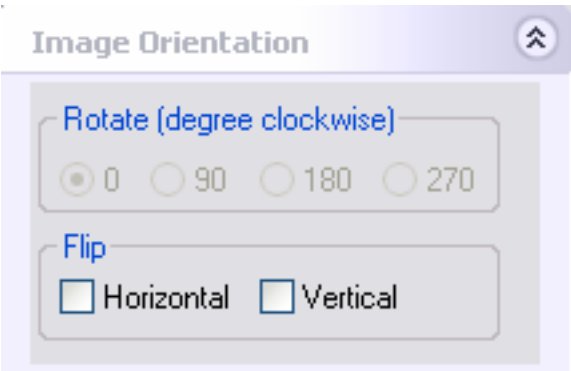 Image Orientation
Rotate (degree clockwise)
0 90 180 270
Flip
Horizontal Vertical